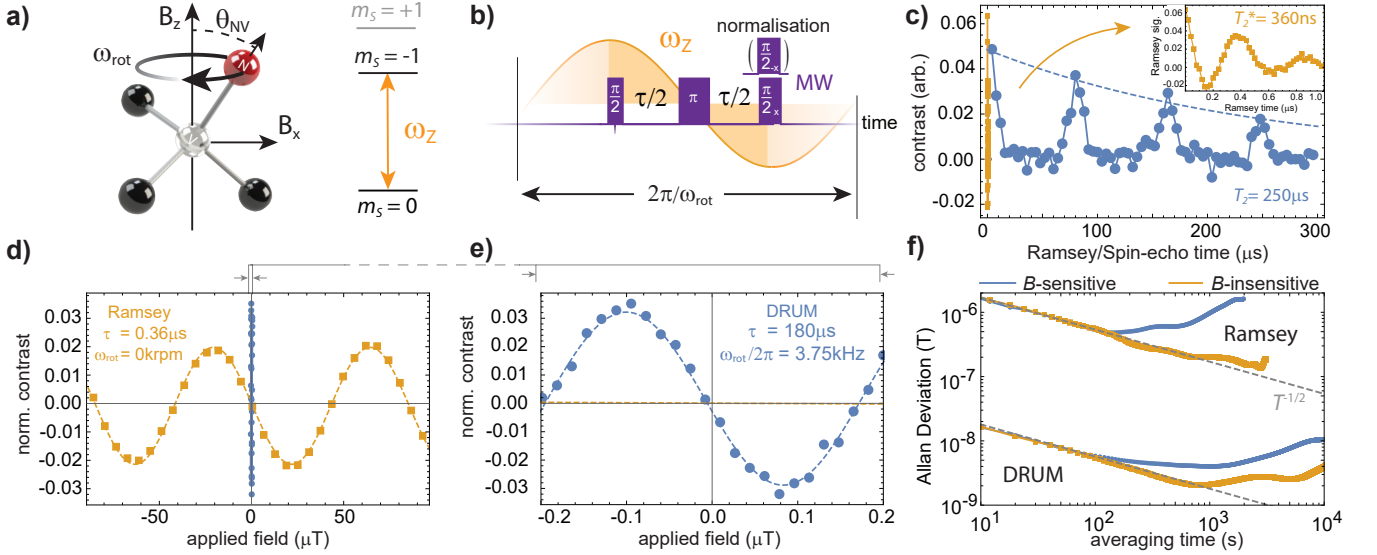 a)
B_z
θ_NV
m_S = +1
m_S = -1
ω_rot
N
V
B_x
ω_Z
m_S = 0
b)
ω_Z
normalisation
(π/2 -x)
MW
π/2
τ/2
π
τ/2
π/2 x
time
2π/ω_rot
c)
contrast (arb.)
0.06
0.04
0.02
0.00
-0.02
0
100
200
300
Ramsey/Spin-echo time (μs)
T_2= 250μs
T_2*= 360ns
Ramsey sig.
0.06
0.04
0.02
0.00
-0.02
0.2
0.4
0.6
0.8
1.0
Ramsey time (μs)
d)
norm. contrast
0.03
0.02
0.01
0.00
-0.01
-0.02
-0.03
Ramsey
τ = 0.36μs
ω_rot = 0krpm
-50
0
50
applied field (μT)
e)
norm. contrast
0.03
0.02
0.01
0.00
-0.01
-0.02
-0.03
DRUM
τ = 180μs
ω_rot/2π = 3.75kHz
-0.2
-0.1
0.0
0.1
0.2
applied field (μT)
f)
B-sensitive
B-insensitive
Allan Deviation (T)
10^-6
10^-7
10^-8
10^-9
Ramsey
T^-1/2
DRUM
10^1
10^2
10^3
10^4
averaging time (s)